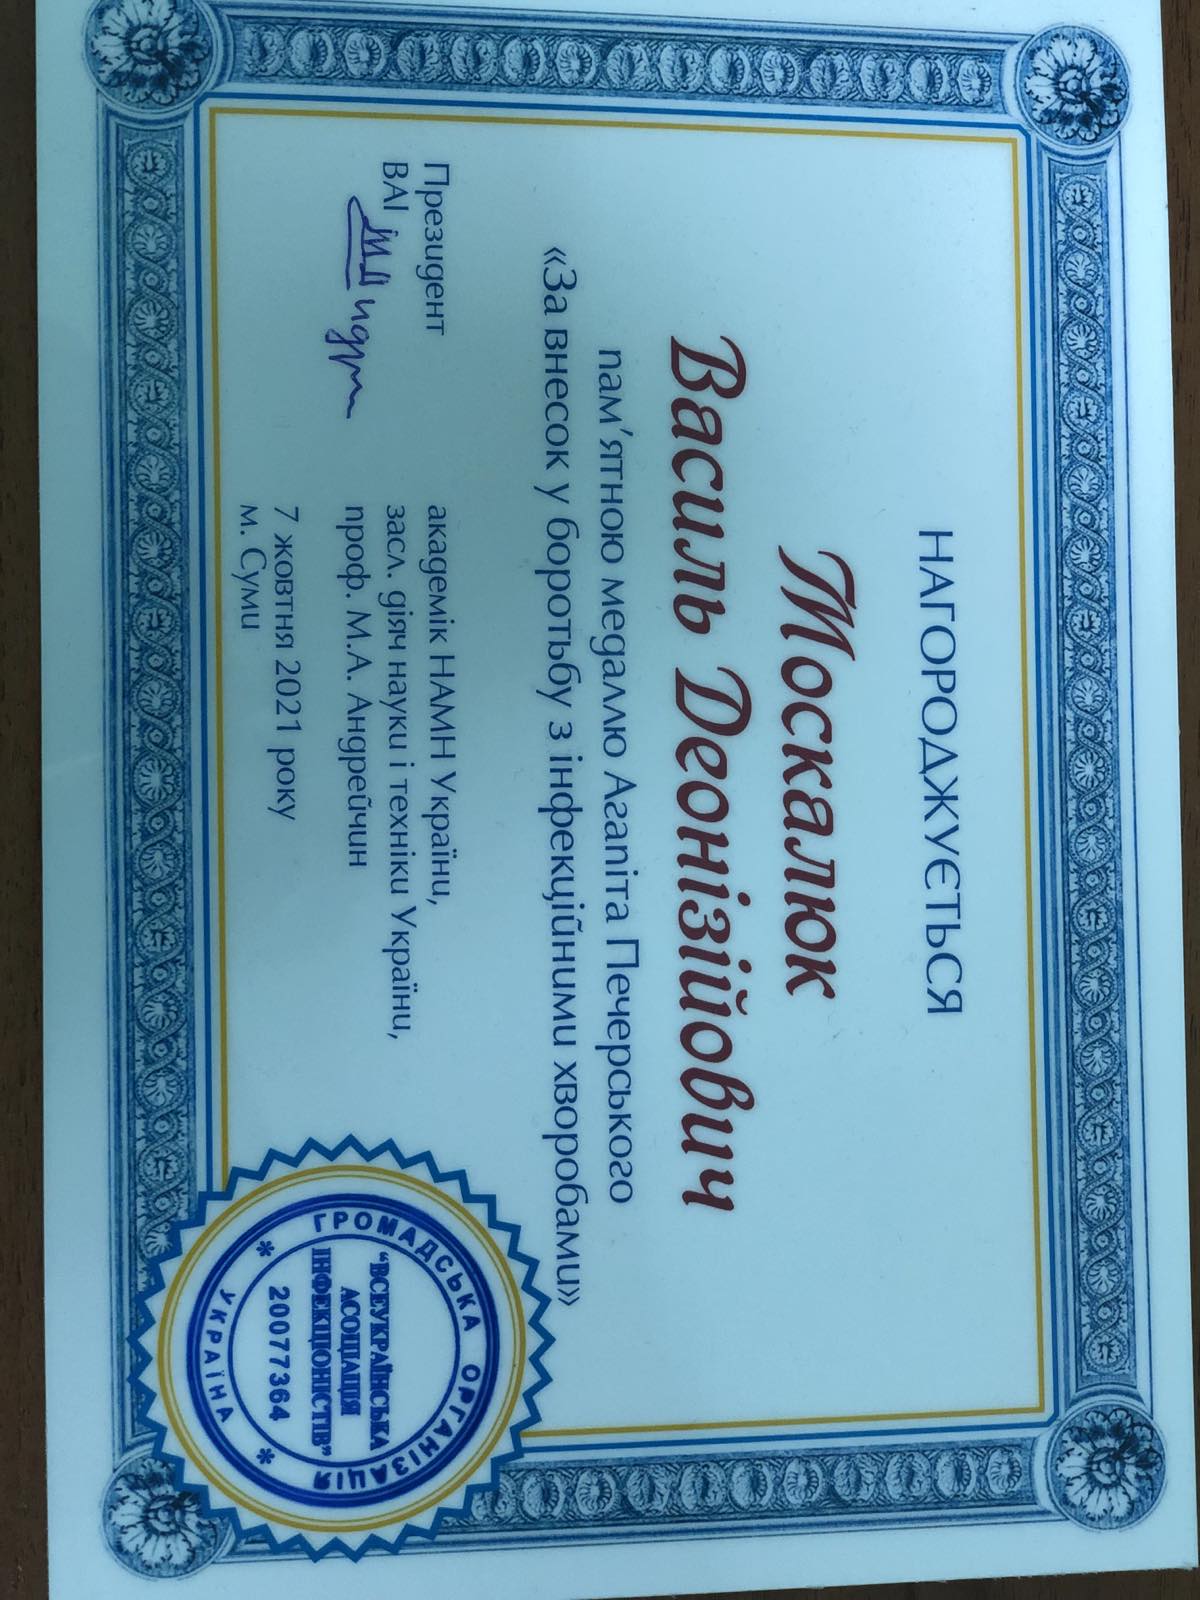 НАГОРОДЖУЄТЬСЯ
Москалюк
Василь Деонізійович
пам’ятною медаллю Агапіта Печерського
«За внесок у боротьбу з інфекційними хворобами»
Президент
ВАІ
академік НАМН України,
засл. діяч науки і техніки України,
проф. М.А. Андрейчин
7 жовтня 2021 року
м. Суми
ГРОМАДСЬКА ОРГАНІЗАЦІЯ
"ВСЕУКРАЇНСЬКА
АСОЦІАЦІЯ
ІНФЕКЦІОНІСТІВ"
20077364
* УКРАЇНА *